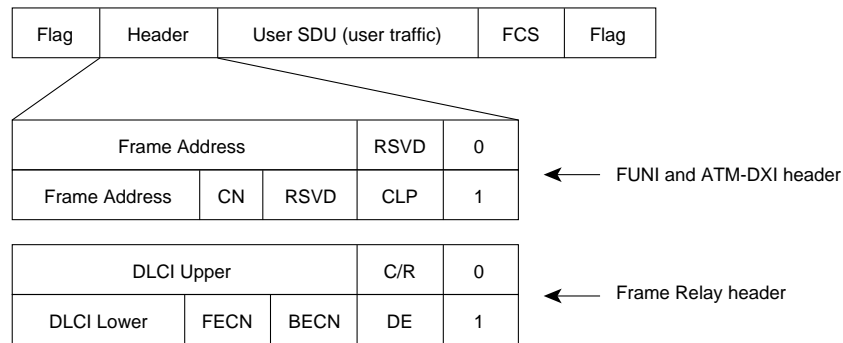 Flag Header User SDU (user traffic) FCS Flag
Frame Address RSVD 0
Frame Address CN RSVD CLP 1
FUNI and ATM-DXI header
DLCI Upper C/R 0
DLCI Lower FECN BECN DE 1
Frame Relay header